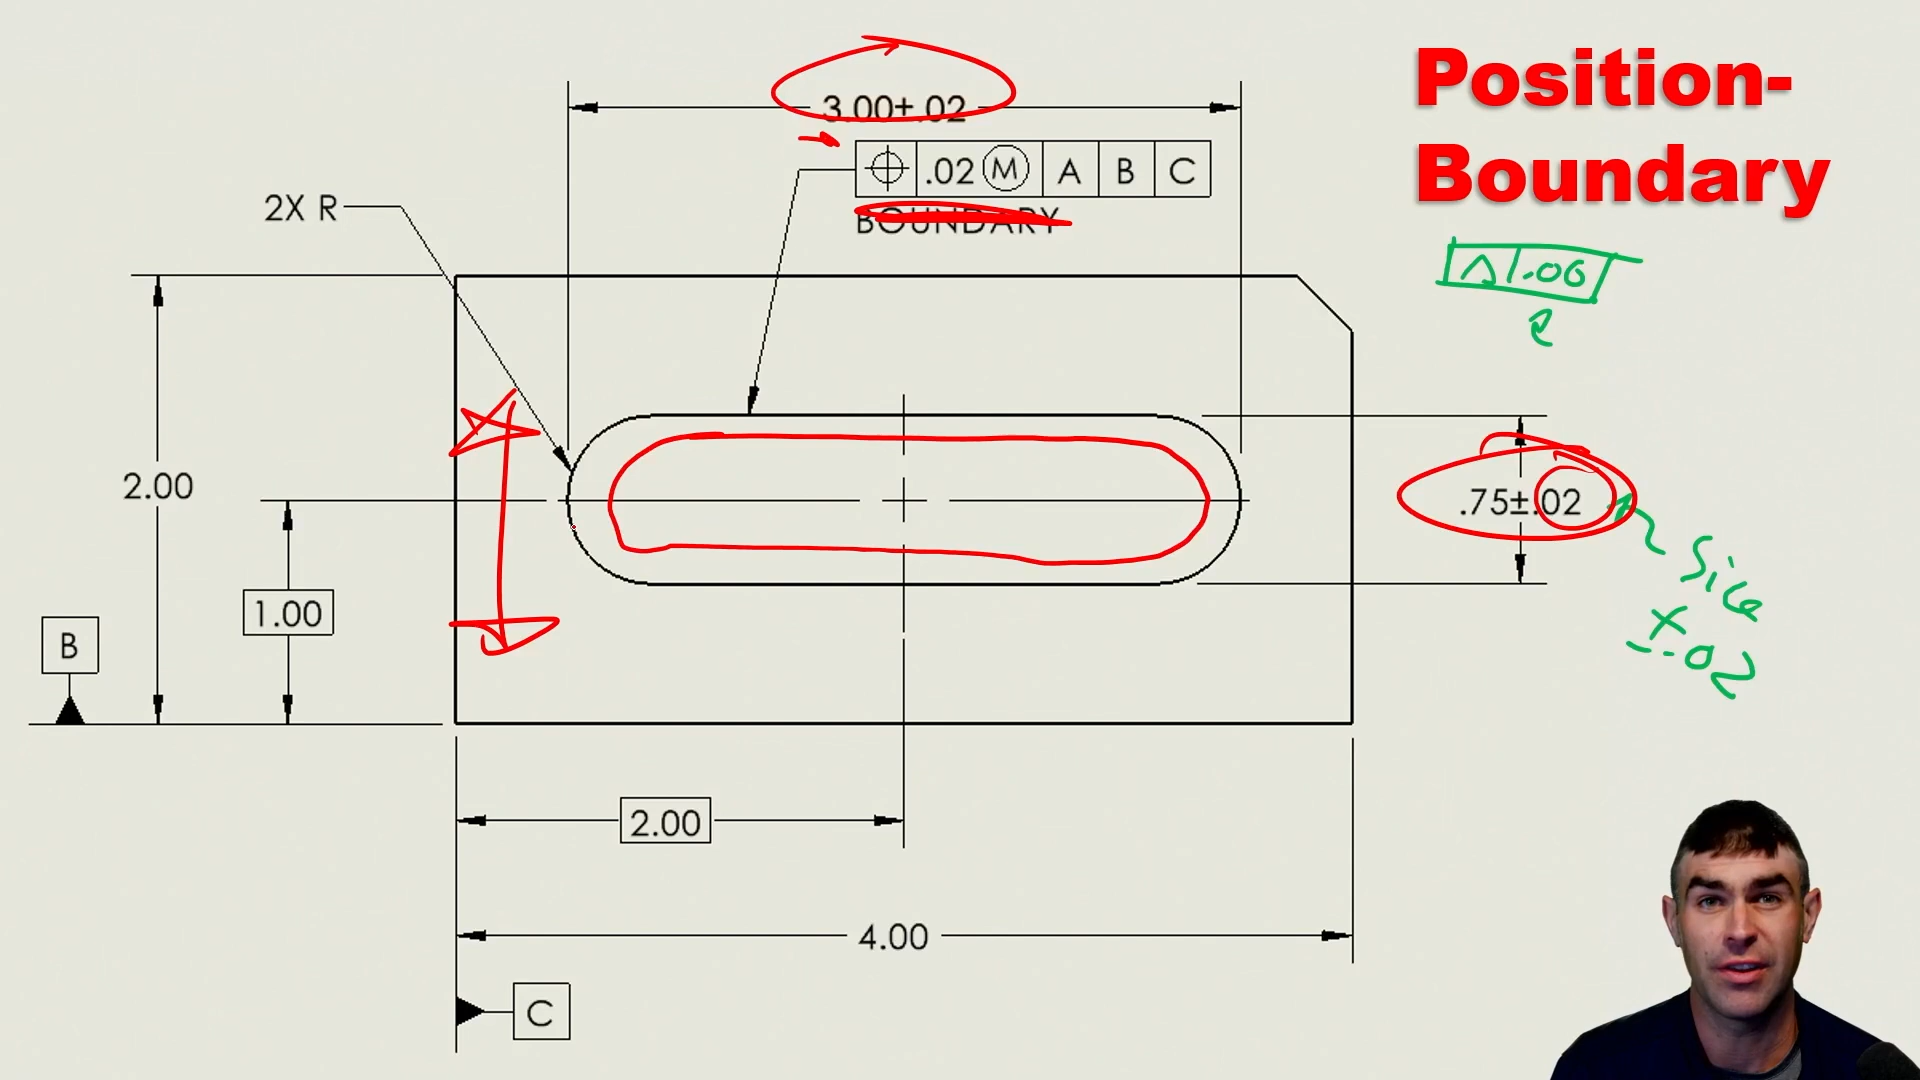 Position-
Boundary
3.00±.02
⌖ .02 Ⓜ A B C
BOUNDARY
2X R
⌓ .06
2.00
.75±.02
Size
±.02
1.00
B
2.00
4.00
C